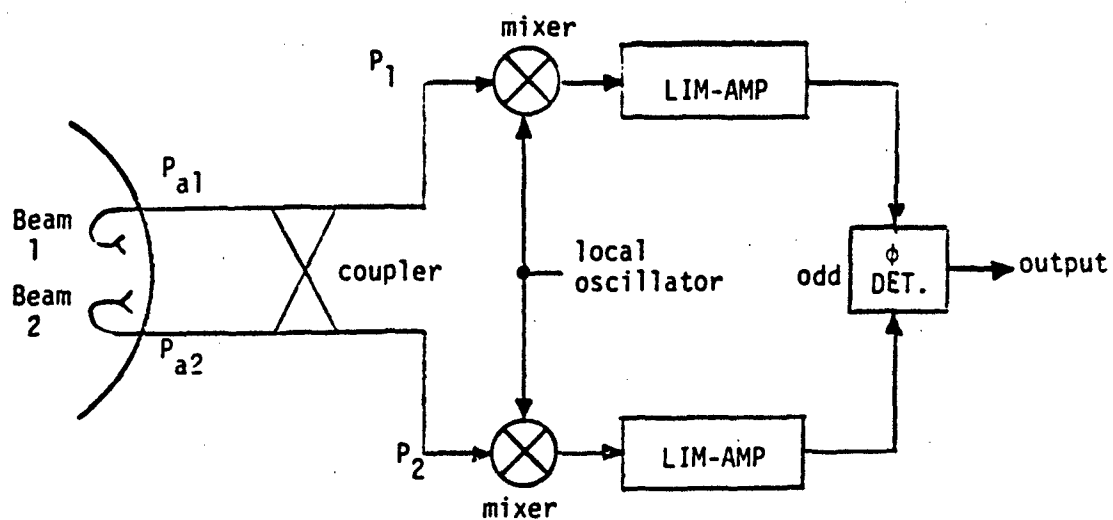 mixer
P1
LIM-AMP
Pa1
Beam
1
coupler
local
oscillator
odd
φ
DET.
output
Beam
2
Pa2
P2
LIM-AMP
mixer